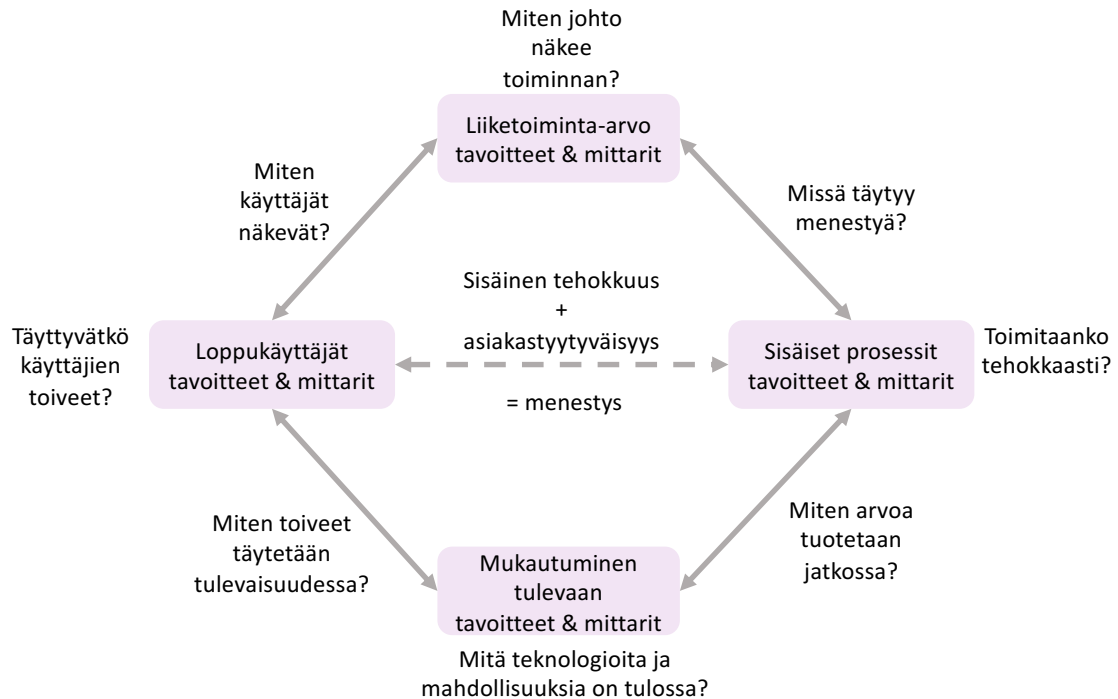 Miten johto
näkee
toiminnan?
Liiketoiminta-arvo
tavoitteet & mittarit
Miten
käyttäjät
näkevät?
Missä täytyy
menestyä?
Sisäinen tehokkuus
+
asiakastyytyväisyys
= menestys
Täyttyvätkö
käyttäjien
toiveet?
Loppukäyttäjät
tavoitteet & mittarit
Sisäiset prosessit
tavoitteet & mittarit
Toimitaanko
tehokkaasti?
Miten toiveet
täytetään
tulevaisuudessa?
Miten arvoa
tuotetaan
jatkossa?
Mukautuminen
tulevaan
tavoitteet & mittarit
Mitä teknologioita ja
mahdollisuuksia on tulossa?